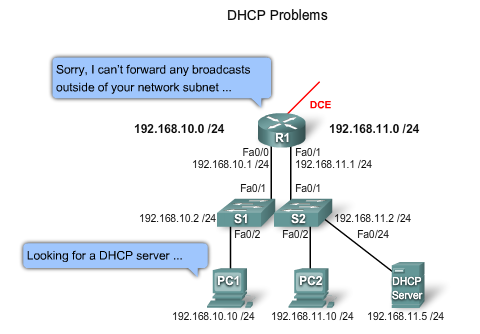 DHCP Problems
Sorry, I can't forward any broadcasts
outside of your network subnet ...
DCE
192.168.10.0 /24
192.168.11.0 /24
R1
Fa0/0
Fa0/1
192.168.10.1 /24
192.168.11.1 /24
Fa0/1
Fa0/1
192.168.10.2 /24
S1
S2
192.168.11.2 /24
Fa0/2
Fa0/2
Fa0/24
Looking for a DHCP server ...
PC1
PC2
DHCP
Server
192.168.10.10 /24
192.168.11.10 /24
192.168.11.5 /24